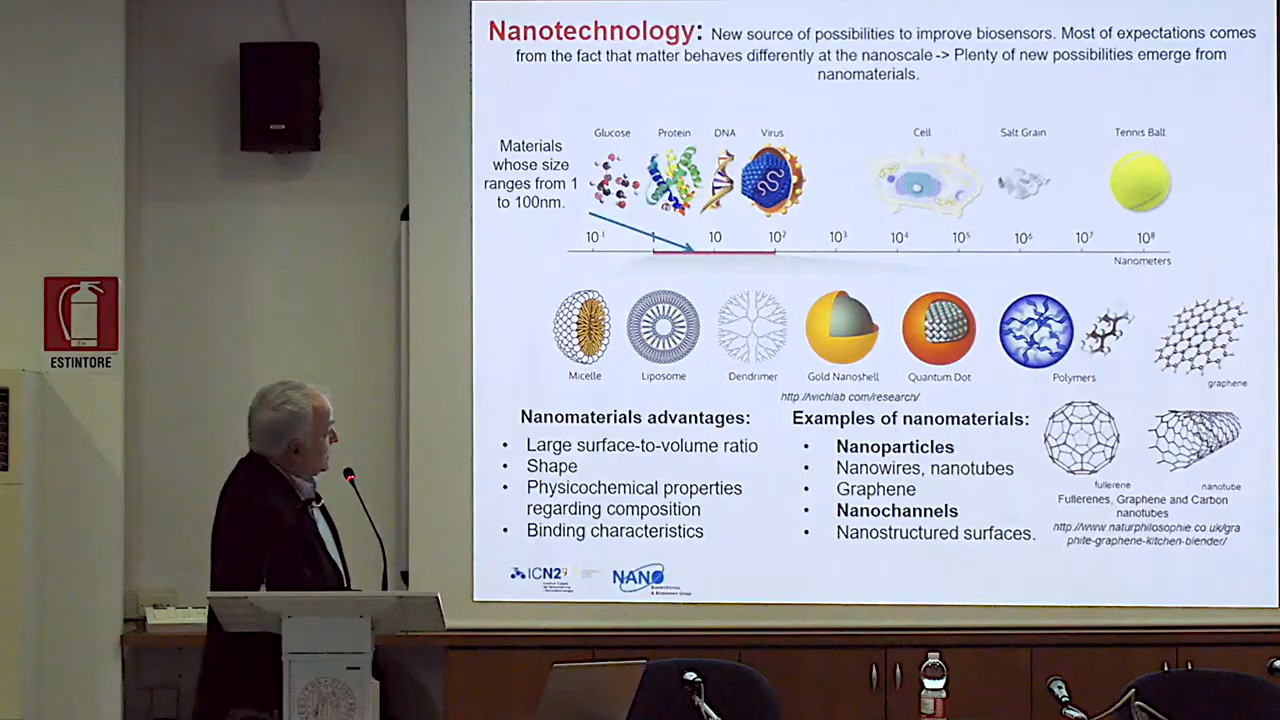 Nanotechnology: New source of possibilities to improve biosensors. Most of expectations comes
from the fact that matter behaves differently at the nanoscale -> Plenty of new possibilities emerge from
nanomaterials.
Materials
whose size
ranges from 1
to 100nm.
Glucose Protein DNA Virus Cell Salt Grain Tennis Ball
10¹ 1 10 10² 10³ 10⁴ 10⁵ 10⁶ 10⁷ 10⁸
Nanometers
Micelle Liposome Dendrimer Gold Nanoshell Quantum Dot Polymers
graphene
http://wichlab.com/research/
Nanomaterials advantages:
• Large surface-to-volume ratio
• Shape
• Physicochemical properties
regarding composition
• Binding characteristics
Examples of nanomaterials:
• Nanoparticles
• Nanowires, nanotubes
• Graphene
• Nanochannels
• Nanostructured surfaces.
fullerene nanotube
Fullerenes, Graphene and Carbon
nanotubes
http://www.naturphilosophie.co.uk/gra
phite-graphene-kitchen-blender/
ICN2
NANO
ESTINTORE